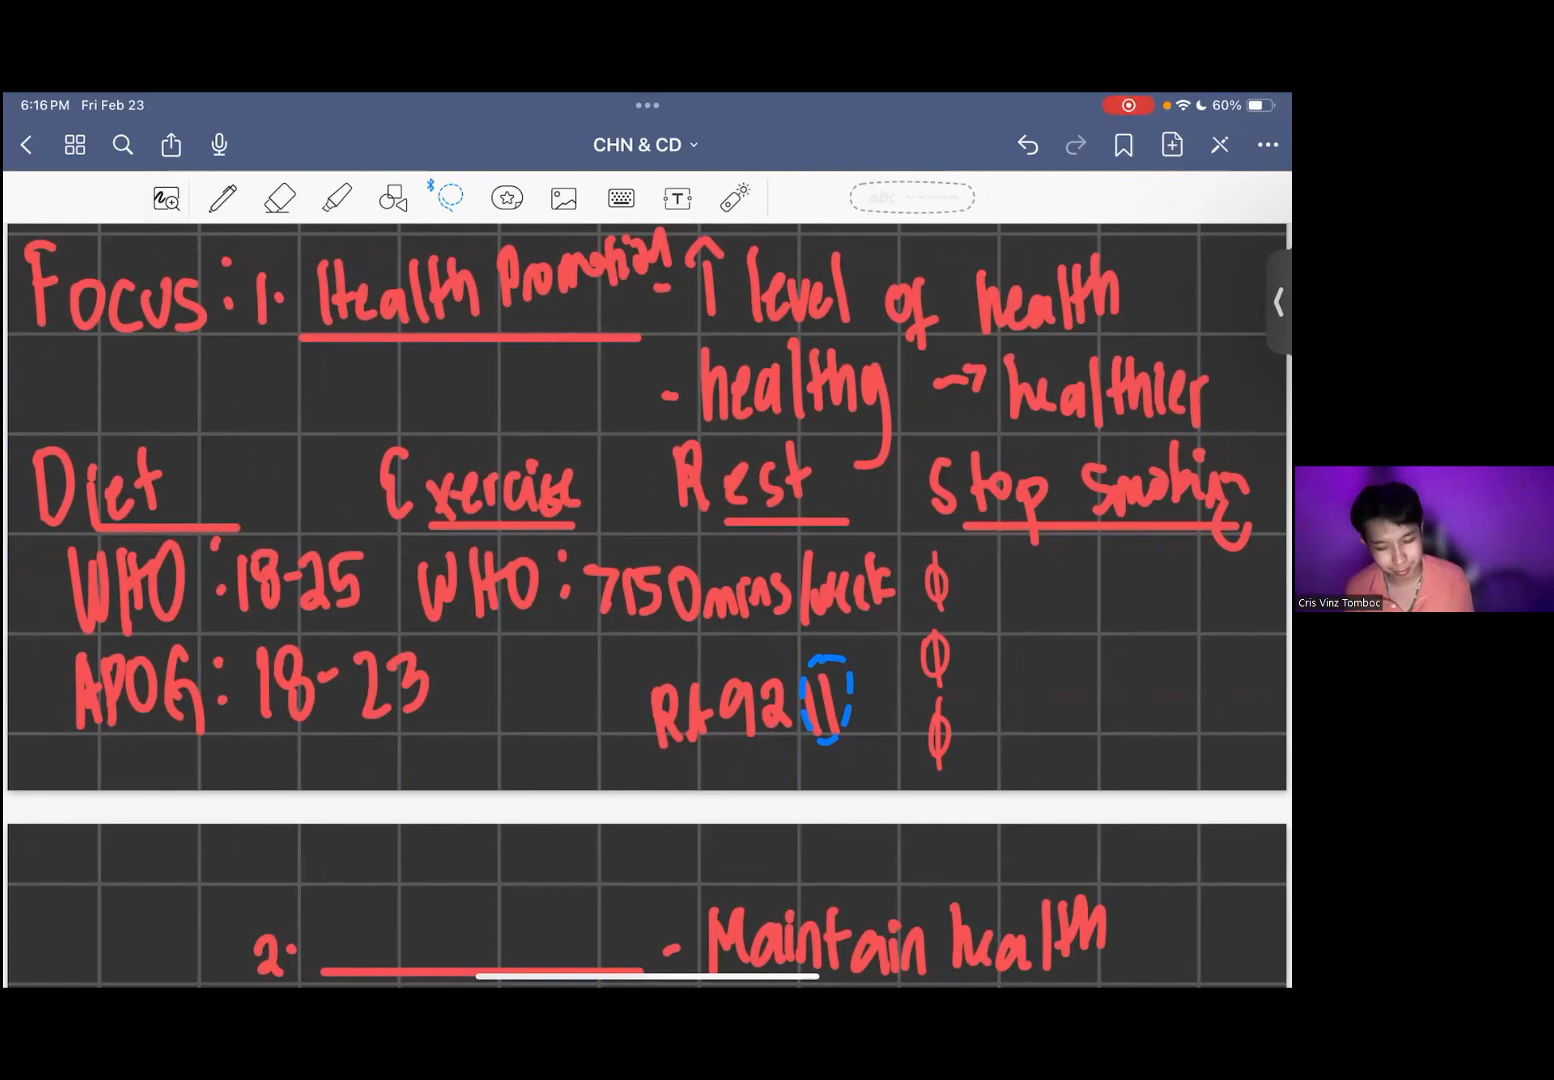 6:16 PM Fri Feb 23
60%
CHN & CD
Focus: 1. Health Promotion - ↑ level of health
- healthy → healthier
Diet Exercise Rest Stop Smoking
WHO: 18-25 WHO: 7150mins/week
APOG: 18-23
RA 92 11
Cris Vinz Tomboc
2. - Maintain health